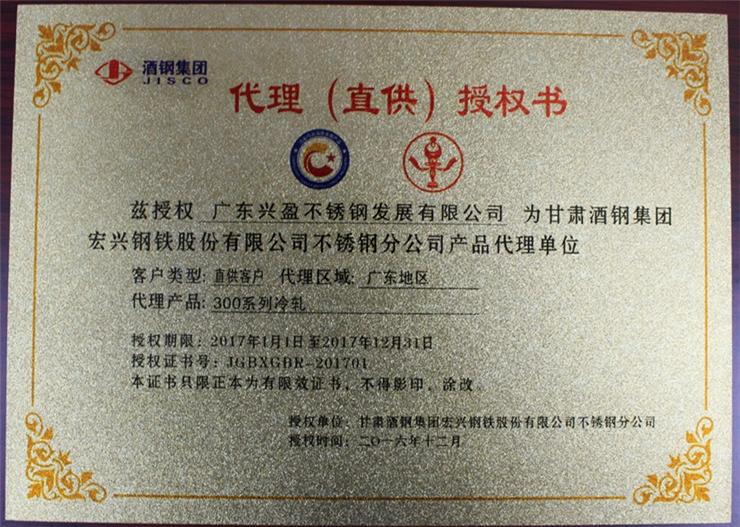 酒钢集团
JISCO
代理（直供）授权书
兹授权 广东兴盈不锈钢发展有限公司 为甘肃酒钢集团
宏兴钢铁股份有限公司不锈钢分公司产品代理单位
客户类型: 直供客户 代理区域: 广东地区
代理产品: 300系列冷轧
授权期限: 2017年1月1日至2017年12月31日
授权证书号: JGBXGBR-201701
本证书只限正本为有限效证书，不得影印、涂改。
授权单位: 甘肃酒钢集团宏兴钢铁股份有限公司不锈钢分公司
授权时间: 二〇一六年十二月